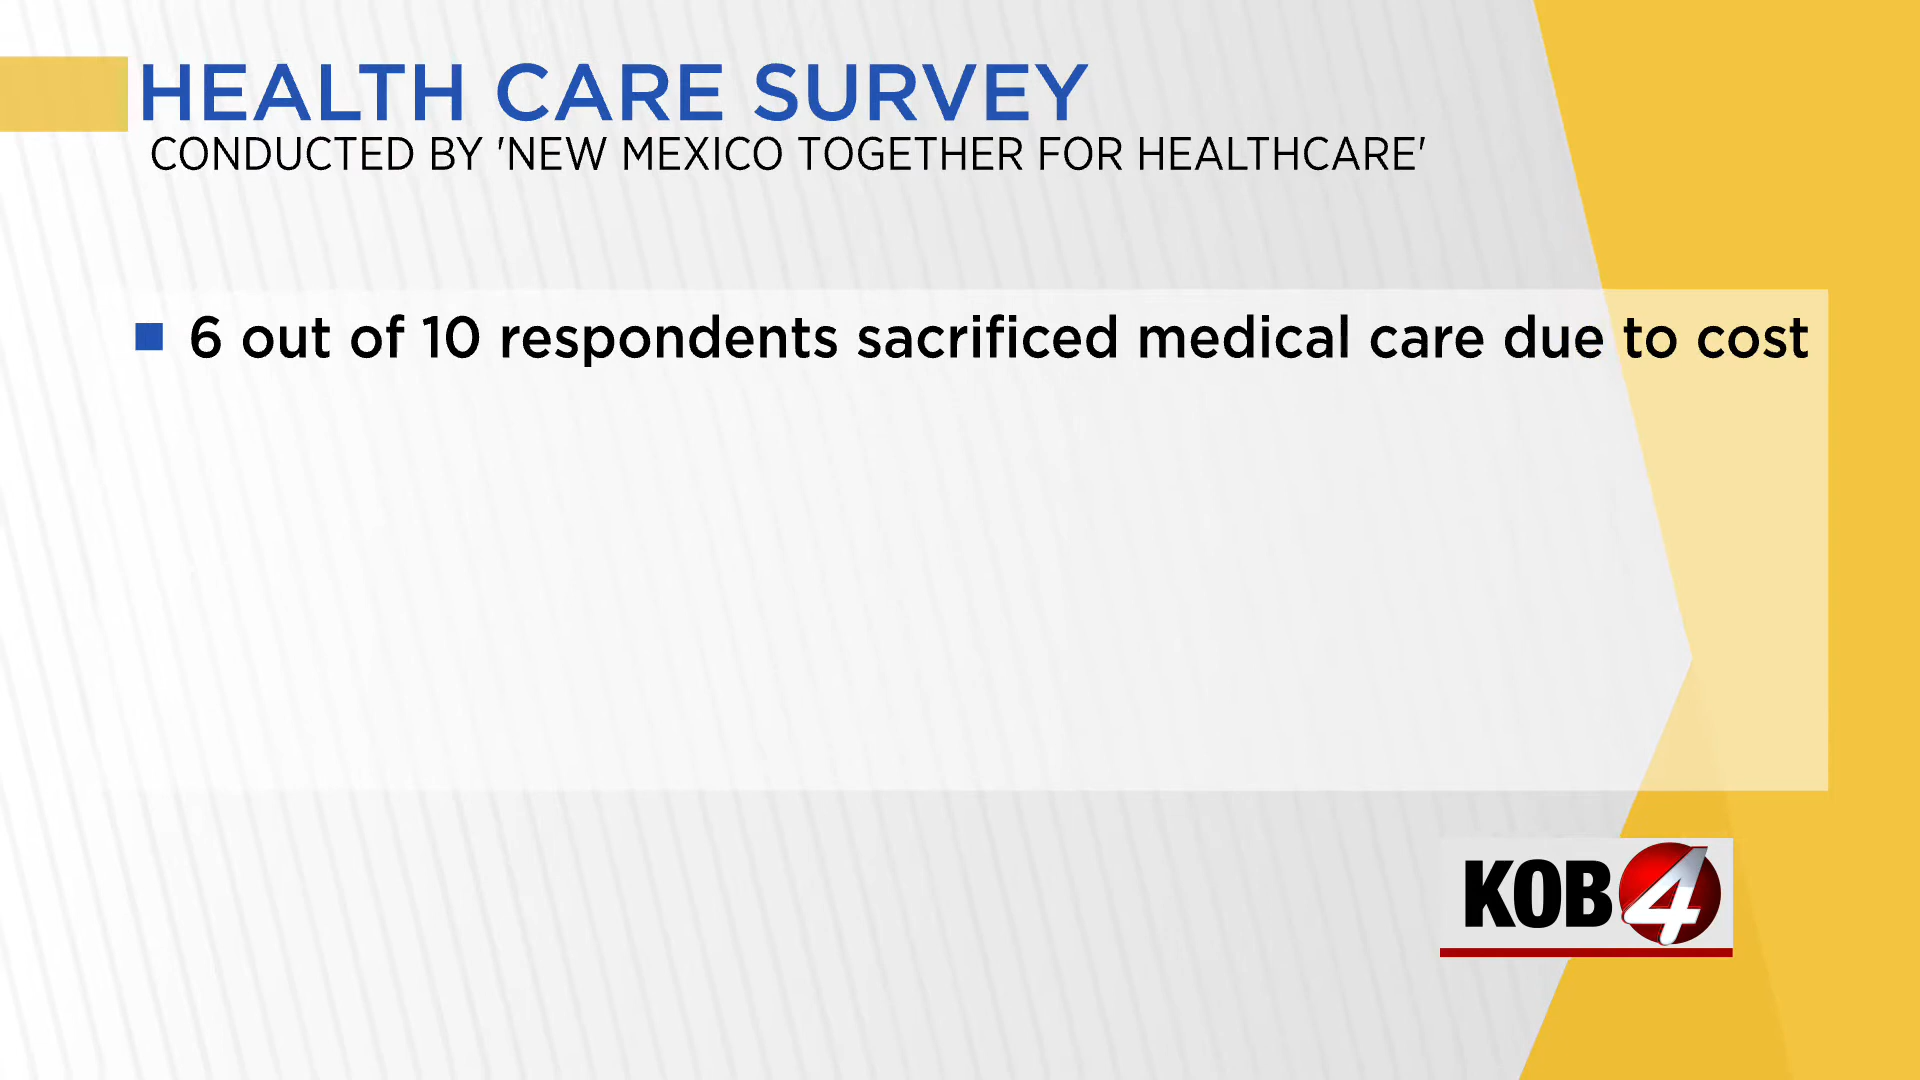 HEALTH CARE SURVEY
CONDUCTED BY 'NEW MEXICO TOGETHER FOR HEALTHCARE'
6 out of 10 respondents sacrificed medical care due to cost
KOB4